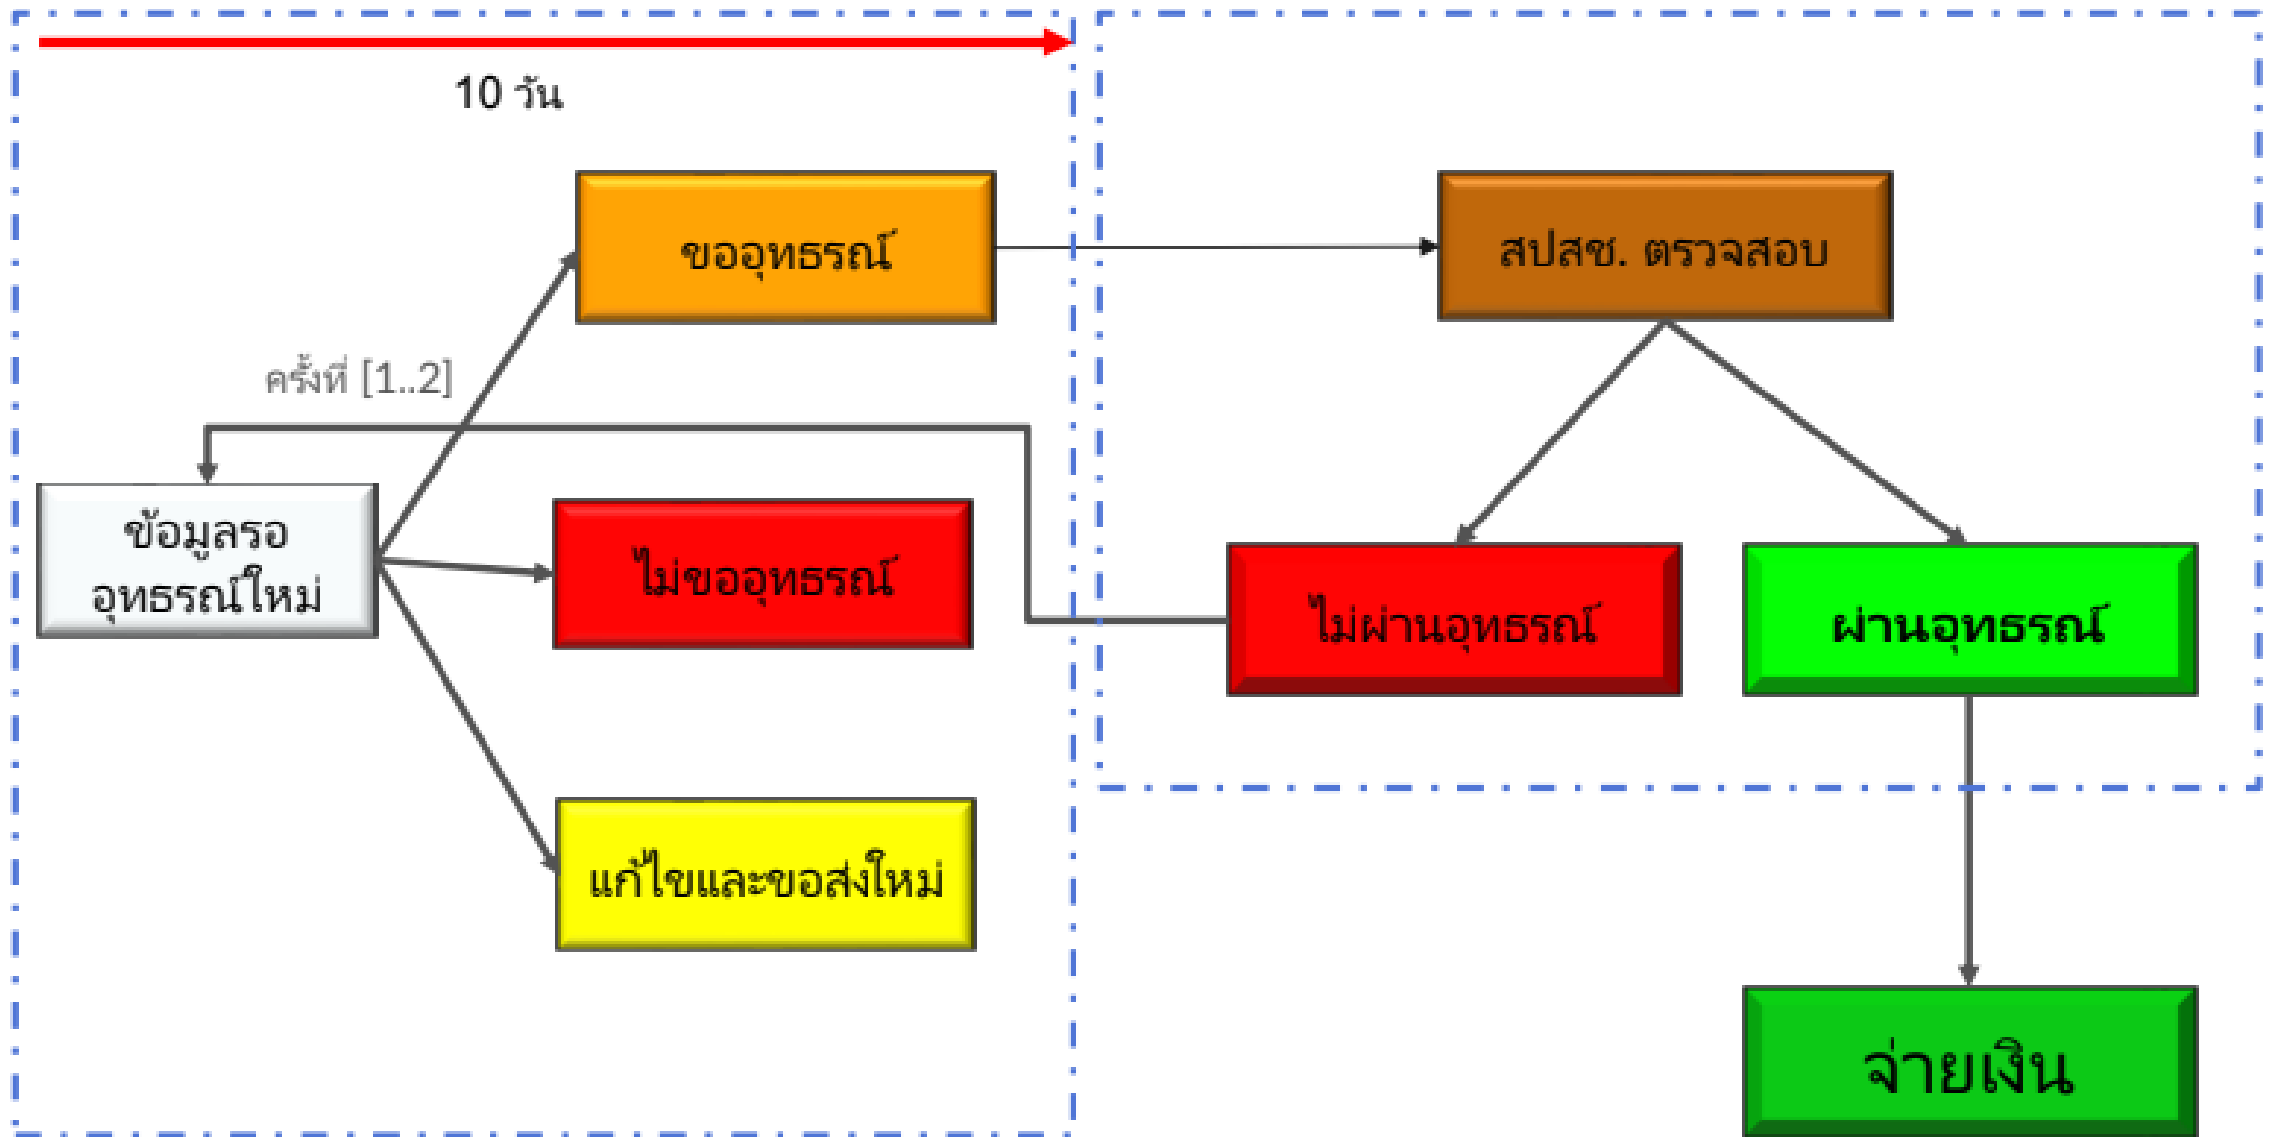 10 วัน
ขออุทธรณ์
สปสช. ตรวจสอบ
ครั้งที่ [1..2]
ข้อมูลรอ
อุทธรณ์ใหม่
ไม่ขออุทธรณ์
ไม่ผ่านอุทธรณ์
ผ่านอุทธรณ์
แก้ไขและขอส่งใหม่
จ่ายเงิน